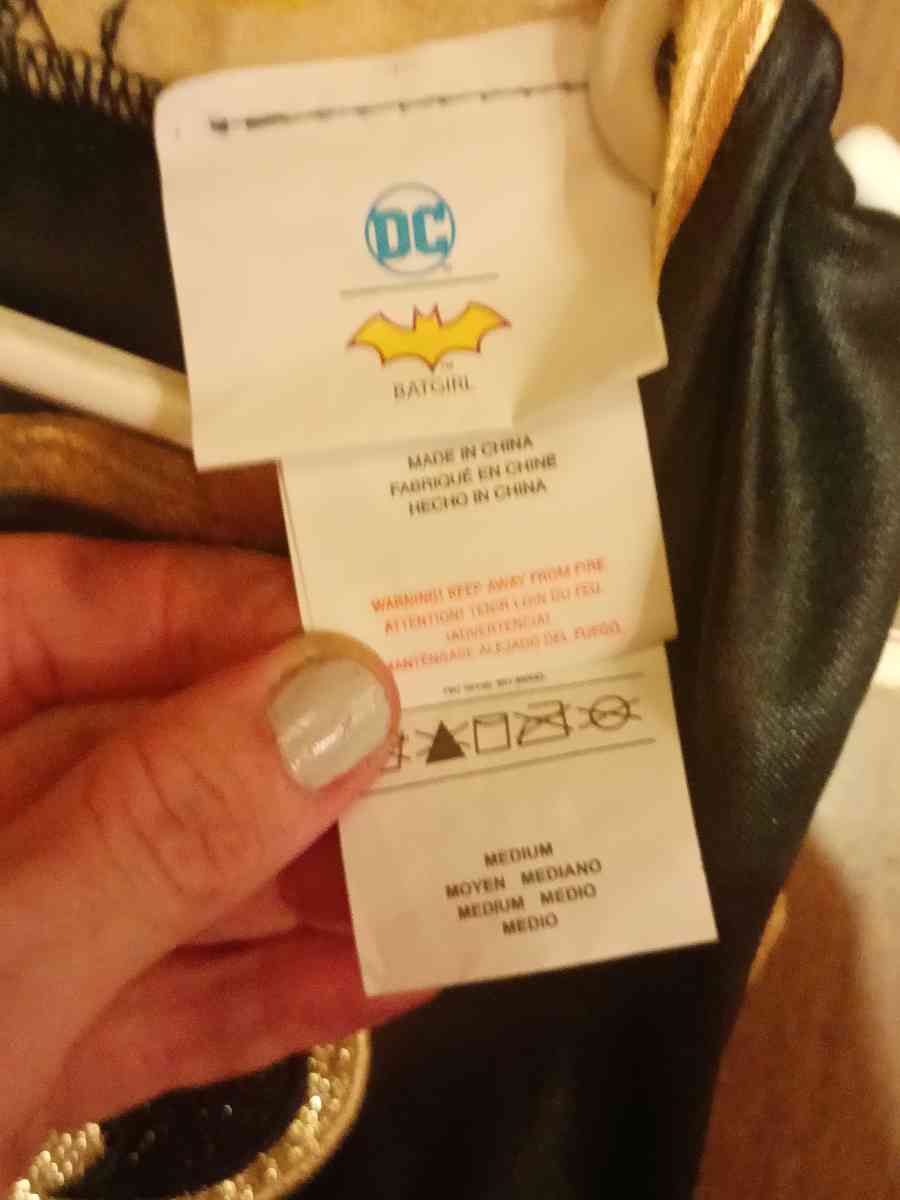 DC
BATGIRL
MADE IN CHINA
FABRIQUÉ EN CHINE
HECHO IN CHINA
WARNING! KEEP AWAY FROM FIRE
ATTENTION! TENIR LOIN DU FEU.
¡ADVERTENCIA!
MANTÉNGASE ALEJADO DEL FUEGO.
MEDIUM
MOYEN MEDIANO
MEDIUM MEDIO
MEDIO